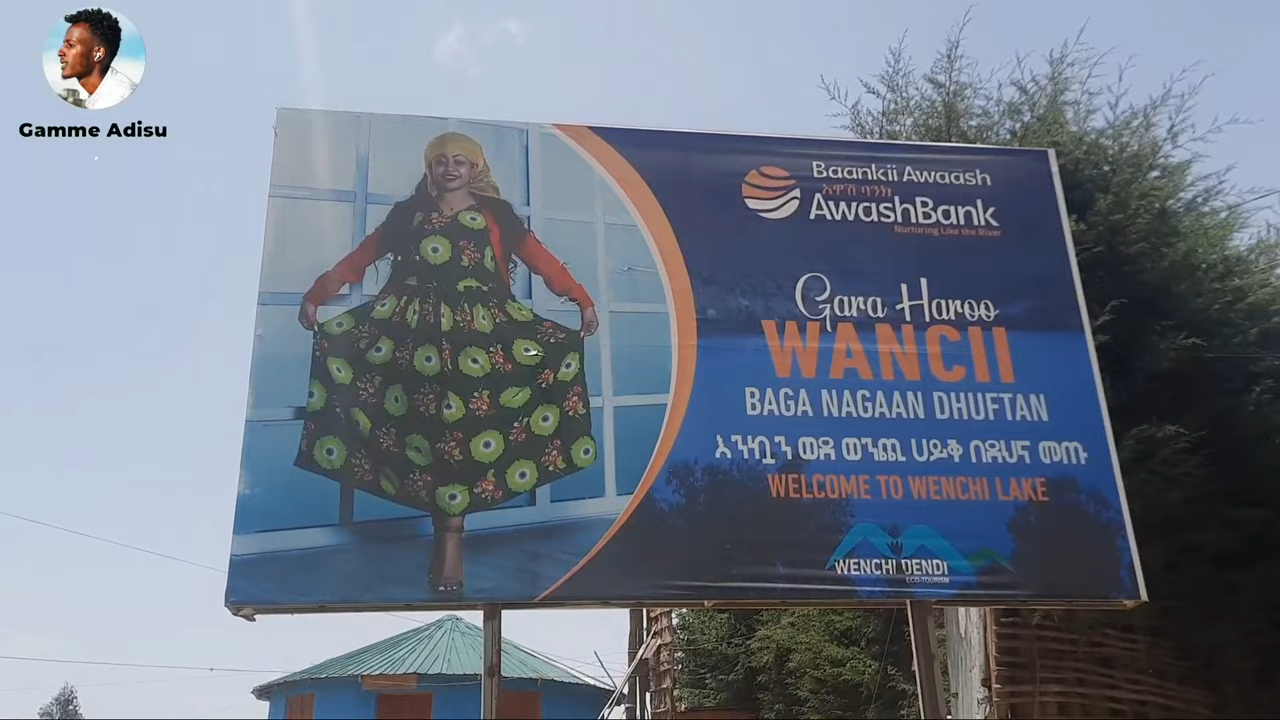 Gamme Adisu
Baankii Awaash
አዋሽ ባንክ
AwashBank
Nurturing Like the River
Gara Haroo
WANCII
BAGA NAGAAN DHUFTAN
እንኳን ወደ ወንጪ ሀይቅ በደህና መጡ
WELCOME TO WENCHI LAKE
WENCHI DENDI
ECO-TOURISM